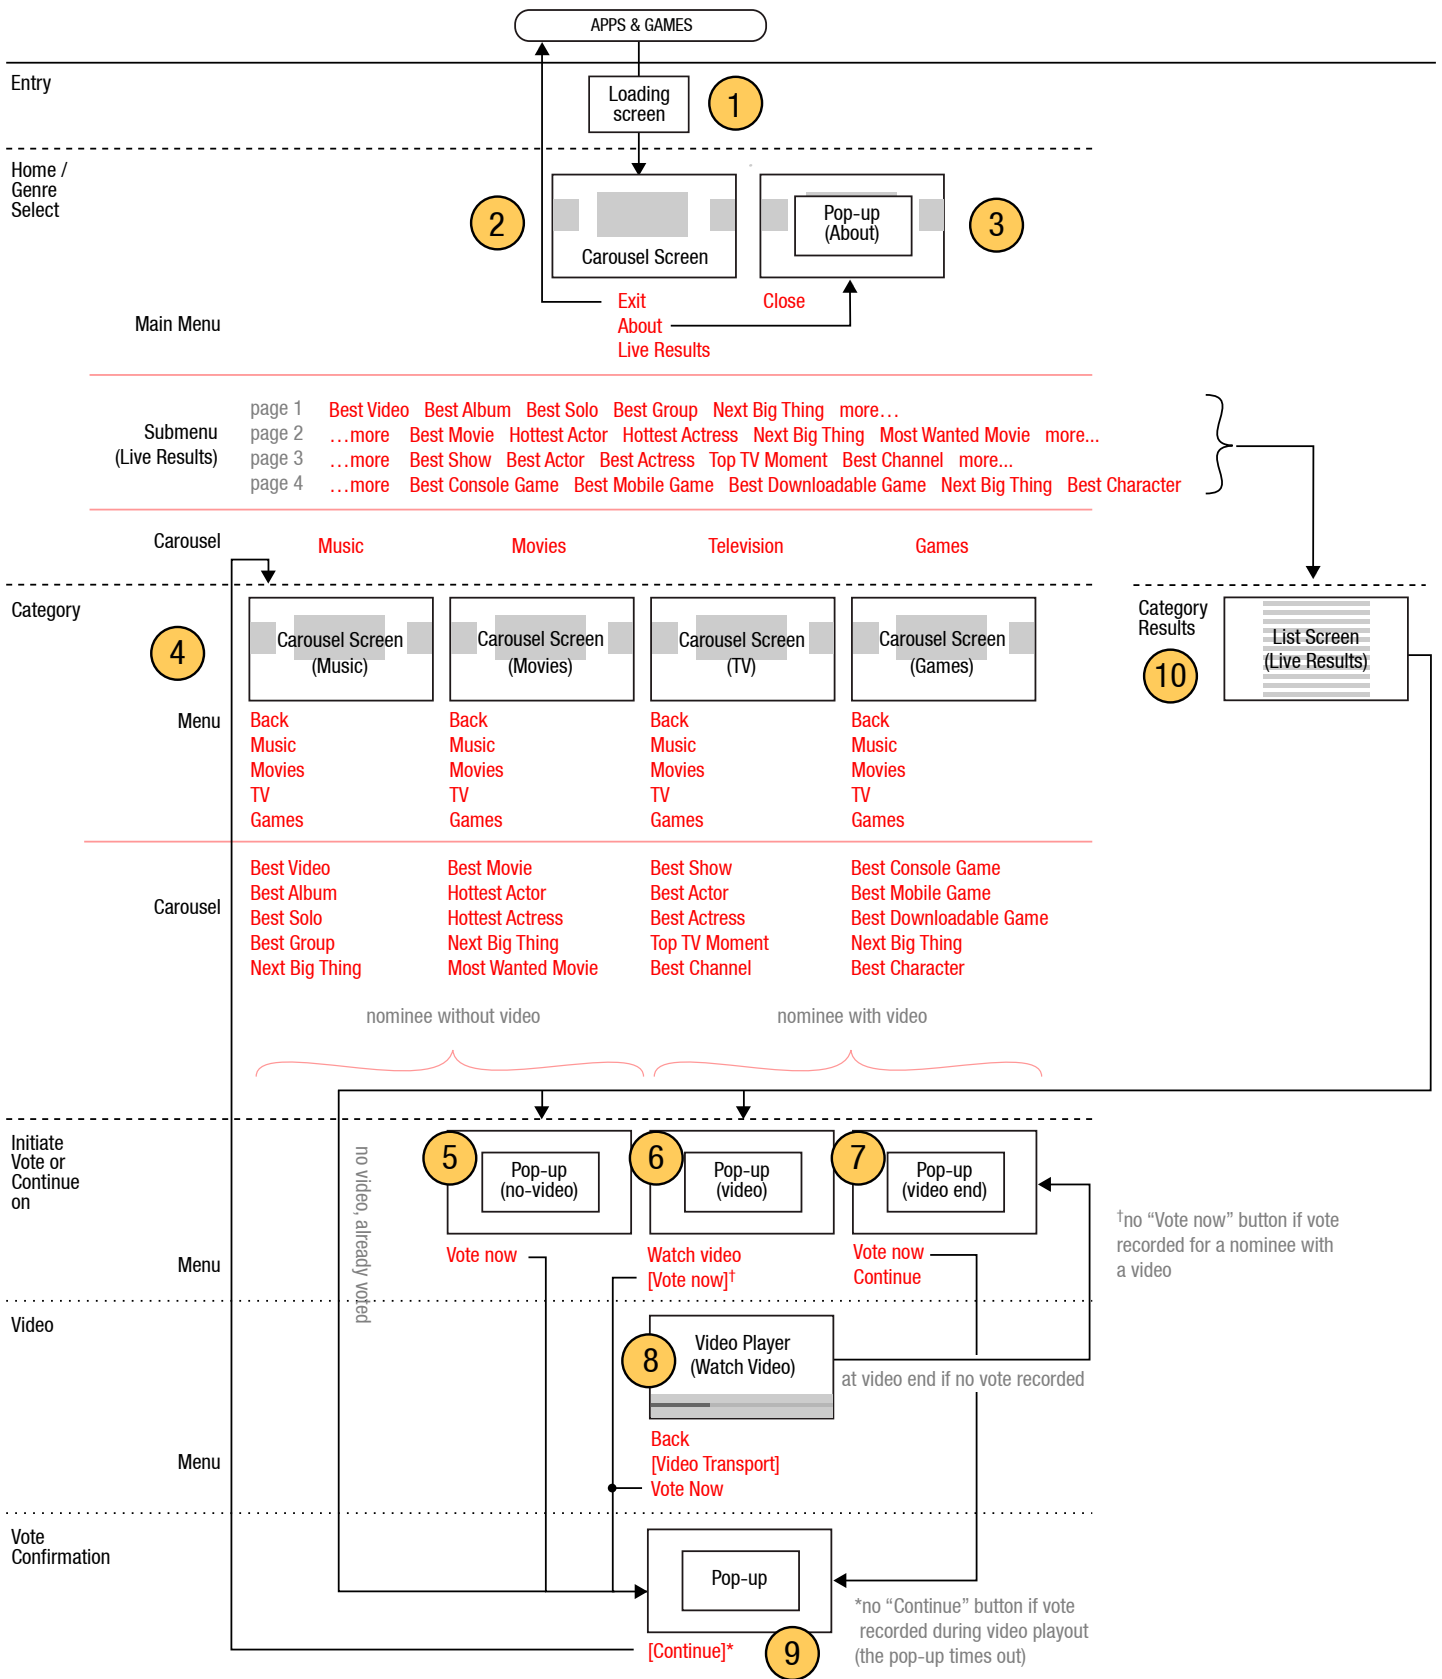 APPS & GAMES
Entry
Loading
screen
1
Home /
Genre
Select
2
Carousel Screen
Pop-up
(About)
3
Main Menu
Exit
About
Live Results
Close
Submenu
(Live Results)
page 1 Best Video Best Album Best Solo Best Group Next Big Thing more…
page 2 …more Best Movie Hottest Actor Hottest Actress Next Big Thing Most Wanted Movie more...
page 3 …more Best Show Best Actor Best Actress Top TV Moment Best Channel more...
page 4 …more Best Console Game Best Mobile Game Best Downloadable Game Next Big Thing Best Character
Carousel
Music Movies Television Games
Category
4
Carousel Screen
(Music)
Carousel Screen
(Movies)
Carousel Screen
(TV)
Carousel Screen
(Games)
Category
Results
10
List Screen
(Live Results)
Menu
Back
Music
Movies
TV
Games
Back
Music
Movies
TV
Games
Back
Music
Movies
TV
Games
Back
Music
Movies
TV
Games
Carousel
Best Video
Best Album
Best Solo
Best Group
Next Big Thing
Best Movie
Hottest Actor
Hottest Actress
Next Big Thing
Most Wanted Movie
Best Show
Best Actor
Best Actress
Top TV Moment
Best Channel
Best Console Game
Best Mobile Game
Best Downloadable Game
Next Big Thing
Best Character
nominee without video
nominee with video
Initiate
Vote or
Continue
on
no video, already voted
5
Pop-up
(no-video)
6
Pop-up
(video)
7
Pop-up
(video end)
†no “Vote now” button if vote
recorded for a nominee with
a video
Menu
Vote now
Watch video
[Vote now]†
Vote now
Continue
Video
8
Video Player
(Watch Video)
at video end if no vote recorded
Menu
Back
[Video Transport]
Vote Now
Vote
Confirmation
Pop-up
*no “Continue” button if vote
recorded during video playout
(the pop-up times out)
[Continue]*
9